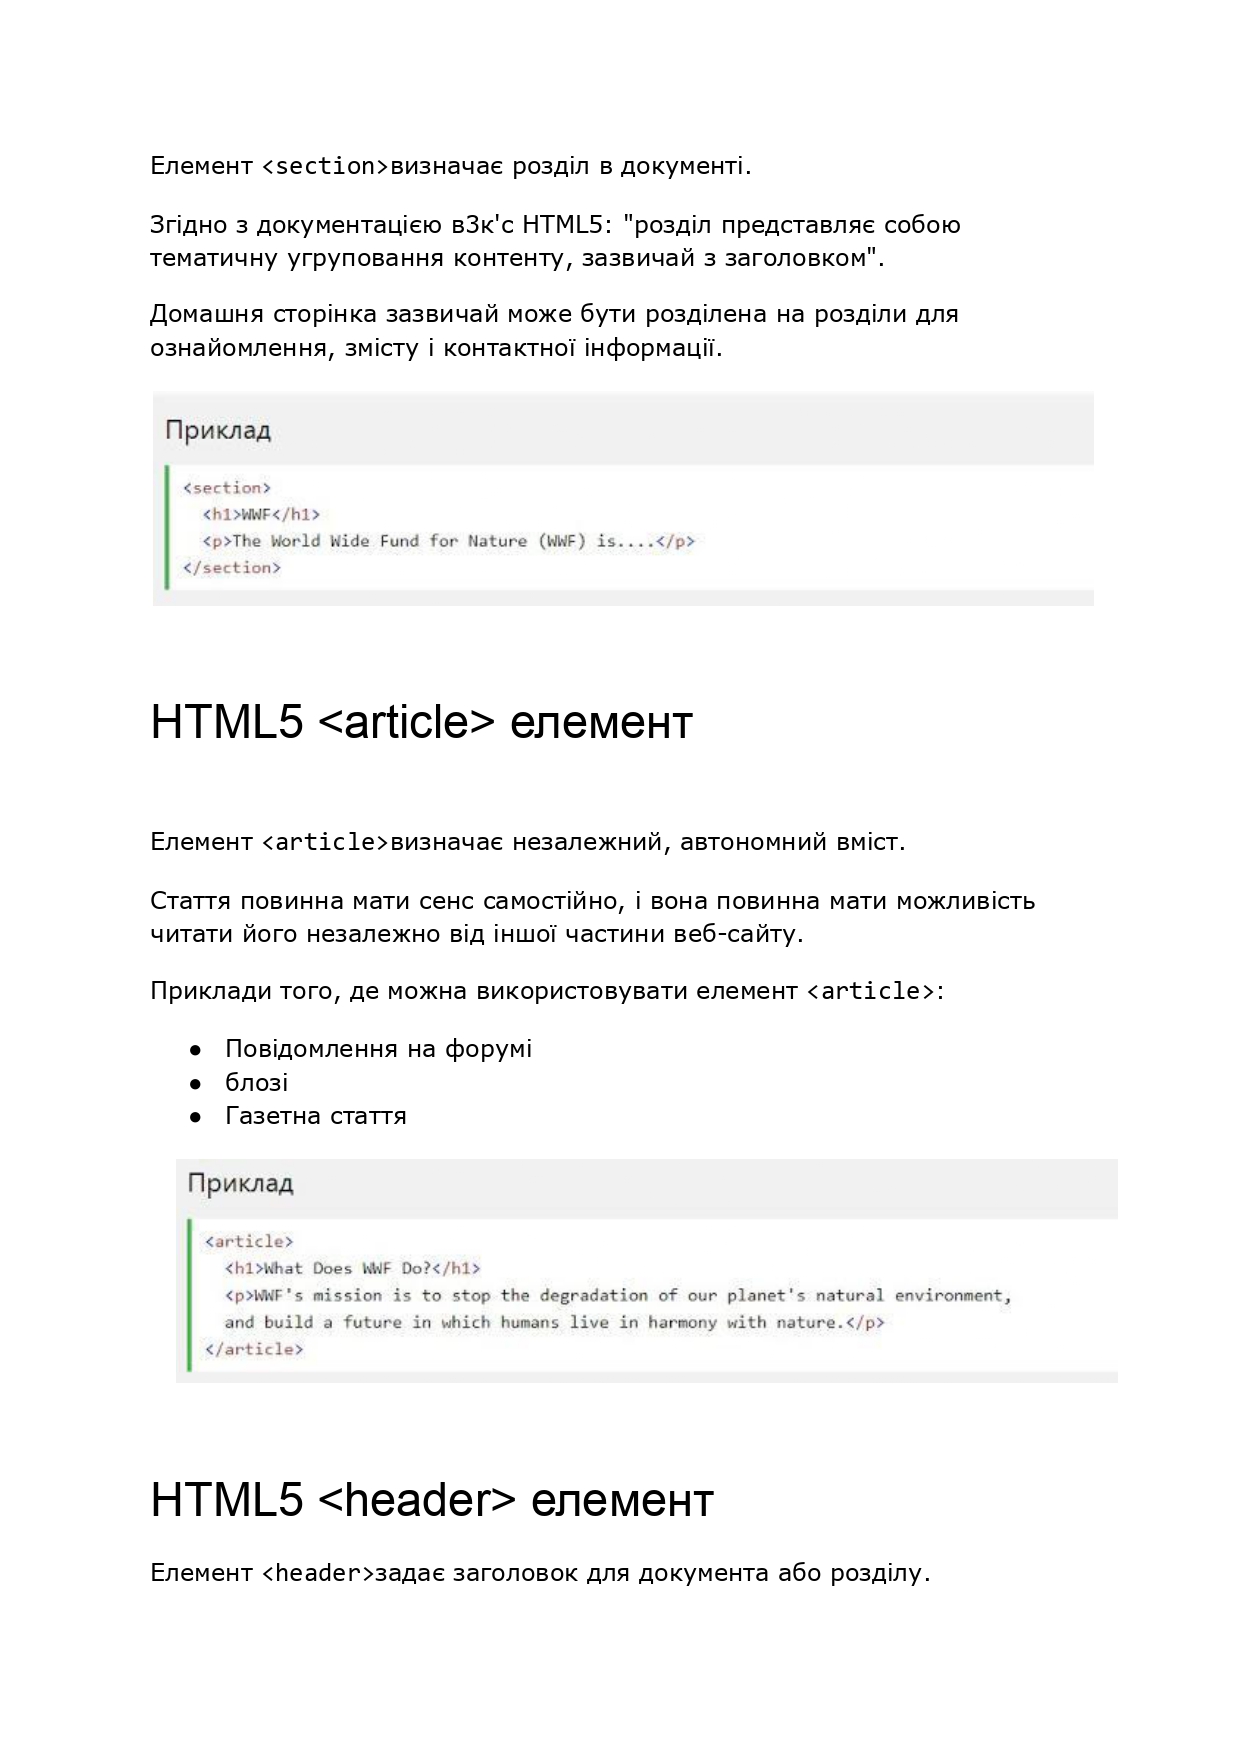 Елемент <section>визначає розділ в документі.
Згідно з документацією в3к'с HTML5: "розділ представляє собою
тематичну угруповання контенту, зазвичай з заголовком".
Домашня сторінка зазвичай може бути розділена на розділи для
ознайомлення, змісту і контактної інформації.
Приклад
<section>
  <h1>WWF</h1>
  <p>The World Wide Fund for Nature (WWF) is....</p>
</section>
HTML5 <article> елемент
Елемент <article>визначає незалежний, автономний вміст.
Стаття повинна мати сенс самостійно, і вона повинна мати можливість
читати його незалежно від іншої частини веб-сайту.
Приклади того, де можна використовувати елемент <article>:
● Повідомлення на форумі
● блозі
● Газетна стаття
Приклад
<article>
  <h1>What Does WWF Do?</h1>
  <p>WWF's mission is to stop the degradation of our planet's natural environment,
  and build a future in which humans live in harmony with nature.</p>
</article>
HTML5 <header> елемент
Елемент <header>задає заголовок для документа або розділу.